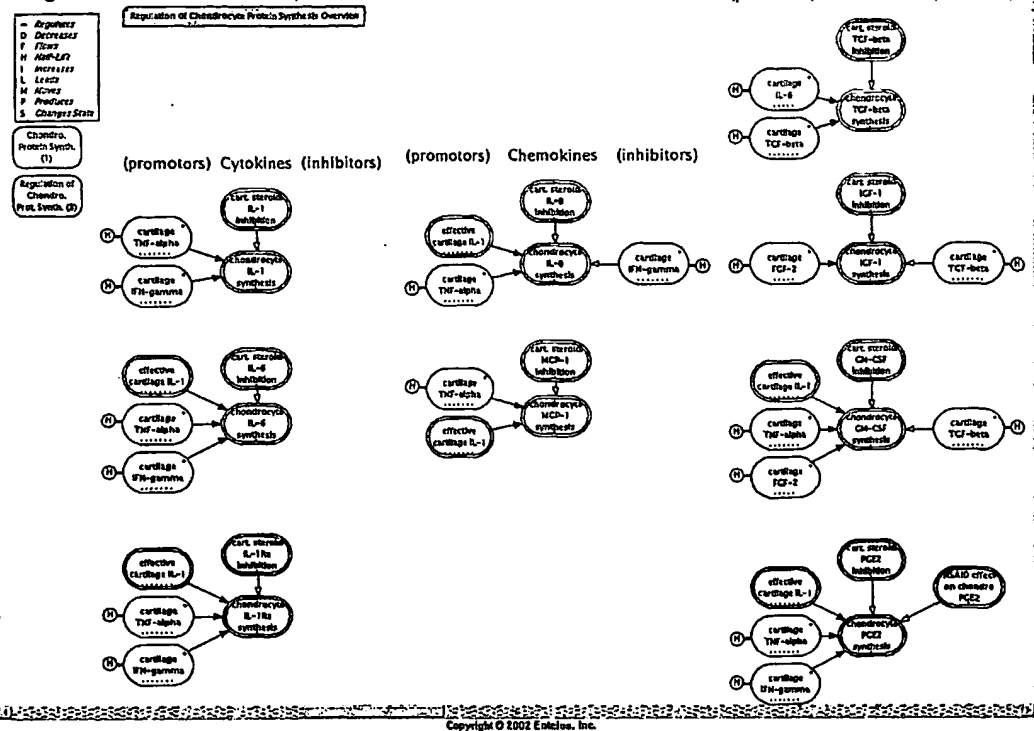 Regulation of Chondrocyte Protein Synthesis Overview
— Regulates
D Decreases
F Flows
H Half-Life
I Increases
L Leads
M Moves
P Produces
S Changes State
Chondro.
Protein Synth.
(1)
Regulation of
Chondro.
Prot. Synth. (2)
(promotors) Cytokines (inhibitors)
cart. steroid
IL-1
inhibition
H
cartilage
TNF-alpha
H
cartilage
IFN-gamma
chondrocyte
IL-1
synthesis
effective
cartilage IL-1
cart. steroid
IL-6
inhibition
H
cartilage
TNF-alpha
chondrocyte
IL-6
synthesis
H
cartilage
IFN-gamma
effective
cartilage IL-1
cart. steroid
IL-1Ra
inhibition
H
cartilage
TNF-alpha
chondrocyte
IL-1Ra
synthesis
H
cartilage
IFN-gamma
(promotors) Chemokines (inhibitors)
cart. steroid
IL-8
inhibition
effective
cartilage IL-1
H
cartilage
TNF-alpha
chondrocyte
IL-8
synthesis
cartilage
IFN-gamma
H
cart. steroid
MCP-1
inhibition
H
cartilage
TNF-alpha
effective
cartilage IL-1
chondrocyte
MCP-1
synthesis
cart. steroid
TGF-beta
inhibition
H
cartilage
IL-6
H
cartilage
TGF-beta
chondrocyte
TGF-beta
synthesis
cart. steroid
IGF-1
inhibition
H
cartilage
FGF-2
chondrocyte
IGF-1
synthesis
cartilage
TGF-beta
H
effective
cartilage IL-1
cart. steroid
GM-CSF
inhibition
H
cartilage
TNF-alpha
chondrocyte
GM-CSF
synthesis
cartilage
TGF-beta
H
H
cartilage
FGF-2
effective
cartilage IL-1
cart. steroid
PGE2
inhibition
NSAID effect
on chondro
PGE2
H
cartilage
TNF-alpha
chondrocyte
PGE2
synthesis
H
cartilage
IFN-gamma
Copyright © 2002 Entelos, Inc.